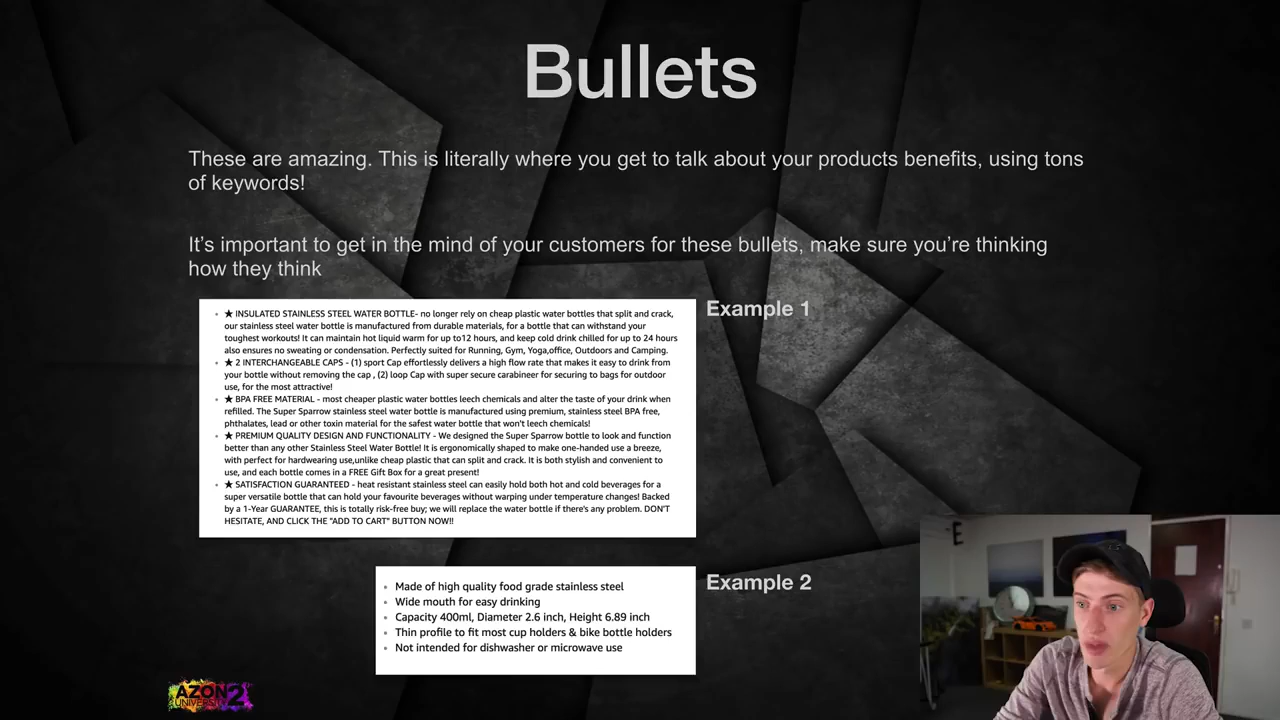 Bullets
These are amazing. This is literally where you get to talk about your products benefits, using tons
of keywords!
It's important to get in the mind of your customers for these bullets, make sure you're thinking
how they think
Example 1
★ INSULATED STAINLESS STEEL WATER BOTTLE- no longer rely on cheap plastic water bottles that split and crack,
our stainless steel water bottle is manufactured from durable materials, for a bottle that can withstand your
toughest workouts! It can maintain hot liquid warm for up to12 hours, and keep cold drink chilled for up to 24 hours
also ensures no sweating or condensation. Perfectly suited for Running, Gym, Yoga,office, Outdoors and Camping.
★ 2 INTERCHANGEABLE CAPS - (1) sport Cap effortlessly delivers a high flow rate that makes it easy to drink from
your bottle without removing the cap , (2) loop Cap with super secure carabineer for securing to bags for outdoor
use, for the most attractive!
★ BPA FREE MATERIAL - most cheaper plastic water bottles leech chemicals and alter the taste of your drink when
refilled. The Super Sparrow stainless steel water bottle is manufactured using premium, stainless steel BPA free,
phthalates, lead or other toxin material for the safest water bottle that won't leech chemicals!
★ PREMIUM QUALITY DESIGN AND FUNCTIONALITY - We designed the Super Sparrow bottle to look and function
better than any other Stainless Steel Water Bottle! It is ergonomically shaped to make one-handed use a breeze,
with perfect for hardwearing use,unlike cheap plastic that can split and crack. It is both stylish and convenient to
use, and each bottle comes in a FREE Gift Box for a great present!
★ SATISFACTION GUARANTEED - heat resistant stainless steel can easily hold both hot and cold beverages for a
super versatile bottle that can hold your favourite beverages without warping under temperature changes! Backed
by a 1-Year GUARANTEE, this is totally risk-free buy; we will replace the water bottle if there's any problem. DON'T
HESITATE, AND CLICK THE "ADD TO CART" BUTTON NOW!!
Example 2
Made of high quality food grade stainless steel
Wide mouth for easy drinking
Capacity 400ml, Diameter 2.6 inch, Height 6.89 inch
Thin profile to fit most cup holders & bike bottle holders
Not intended for dishwasher or microwave use
AZON 2